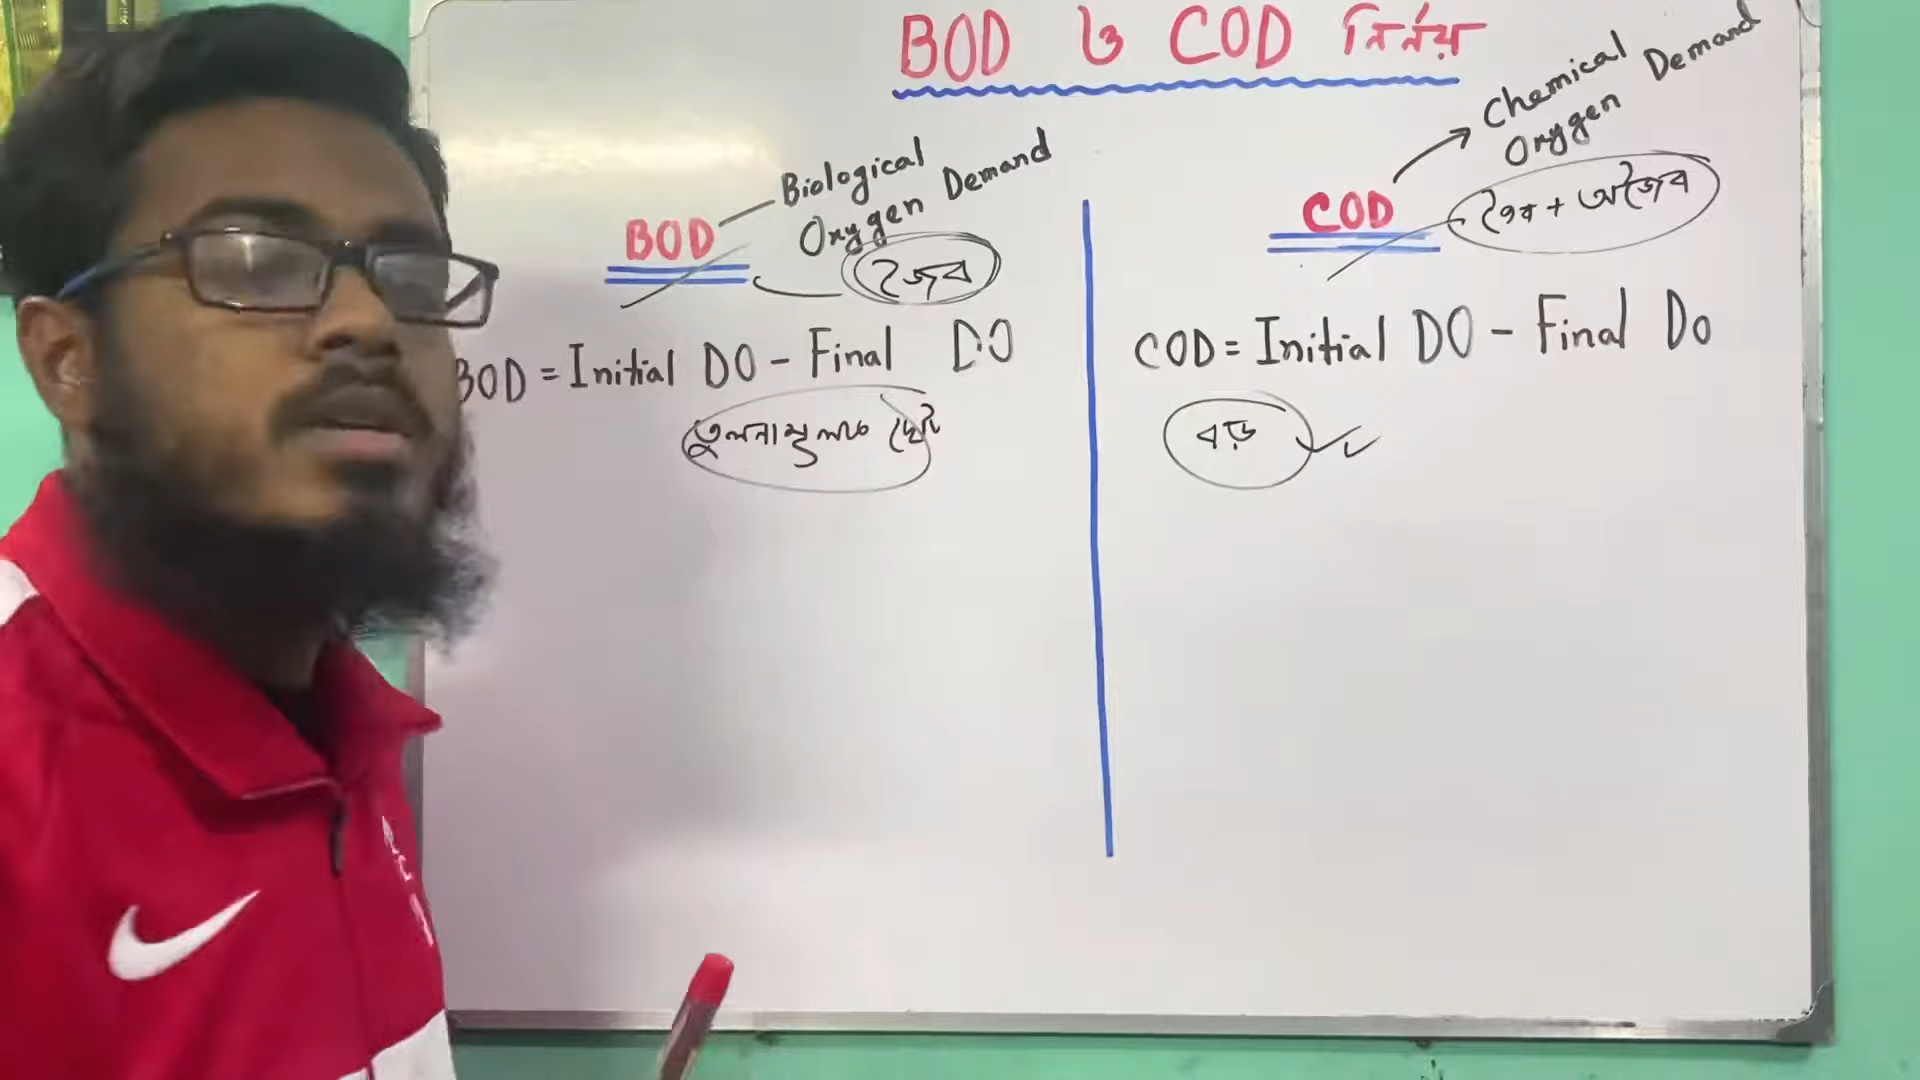 BOD ও COD নির্নয়
Biological
Oxygen Demand
BOD
জৈব
BOD = Initial DO - Final DO
তুলনামুলক ছোট
Chemical
Oxygen Demand
COD
জৈব + অজৈব
COD = Initial DO - Final Do
বড়